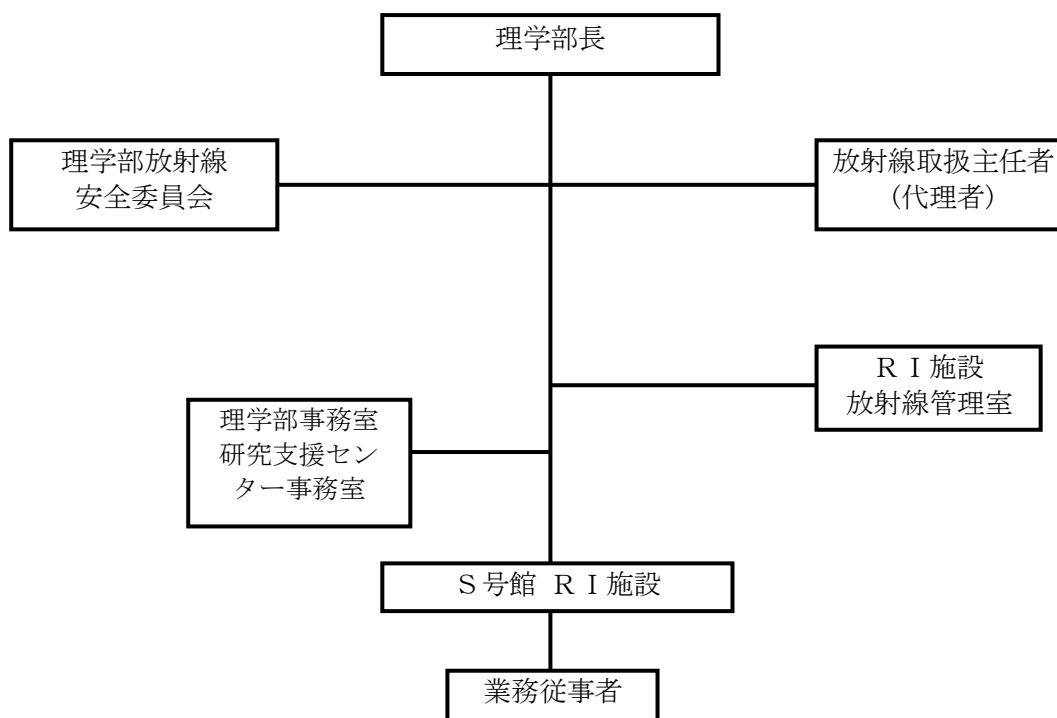 理学部長
理学部放射線
安全委員会
放射線取扱主任者
(代理者)
ＲＩ施設
放射線管理室
理学部事務室
研究支援セン
ター事務室
Ｓ号館 ＲＩ施設
業務従事者